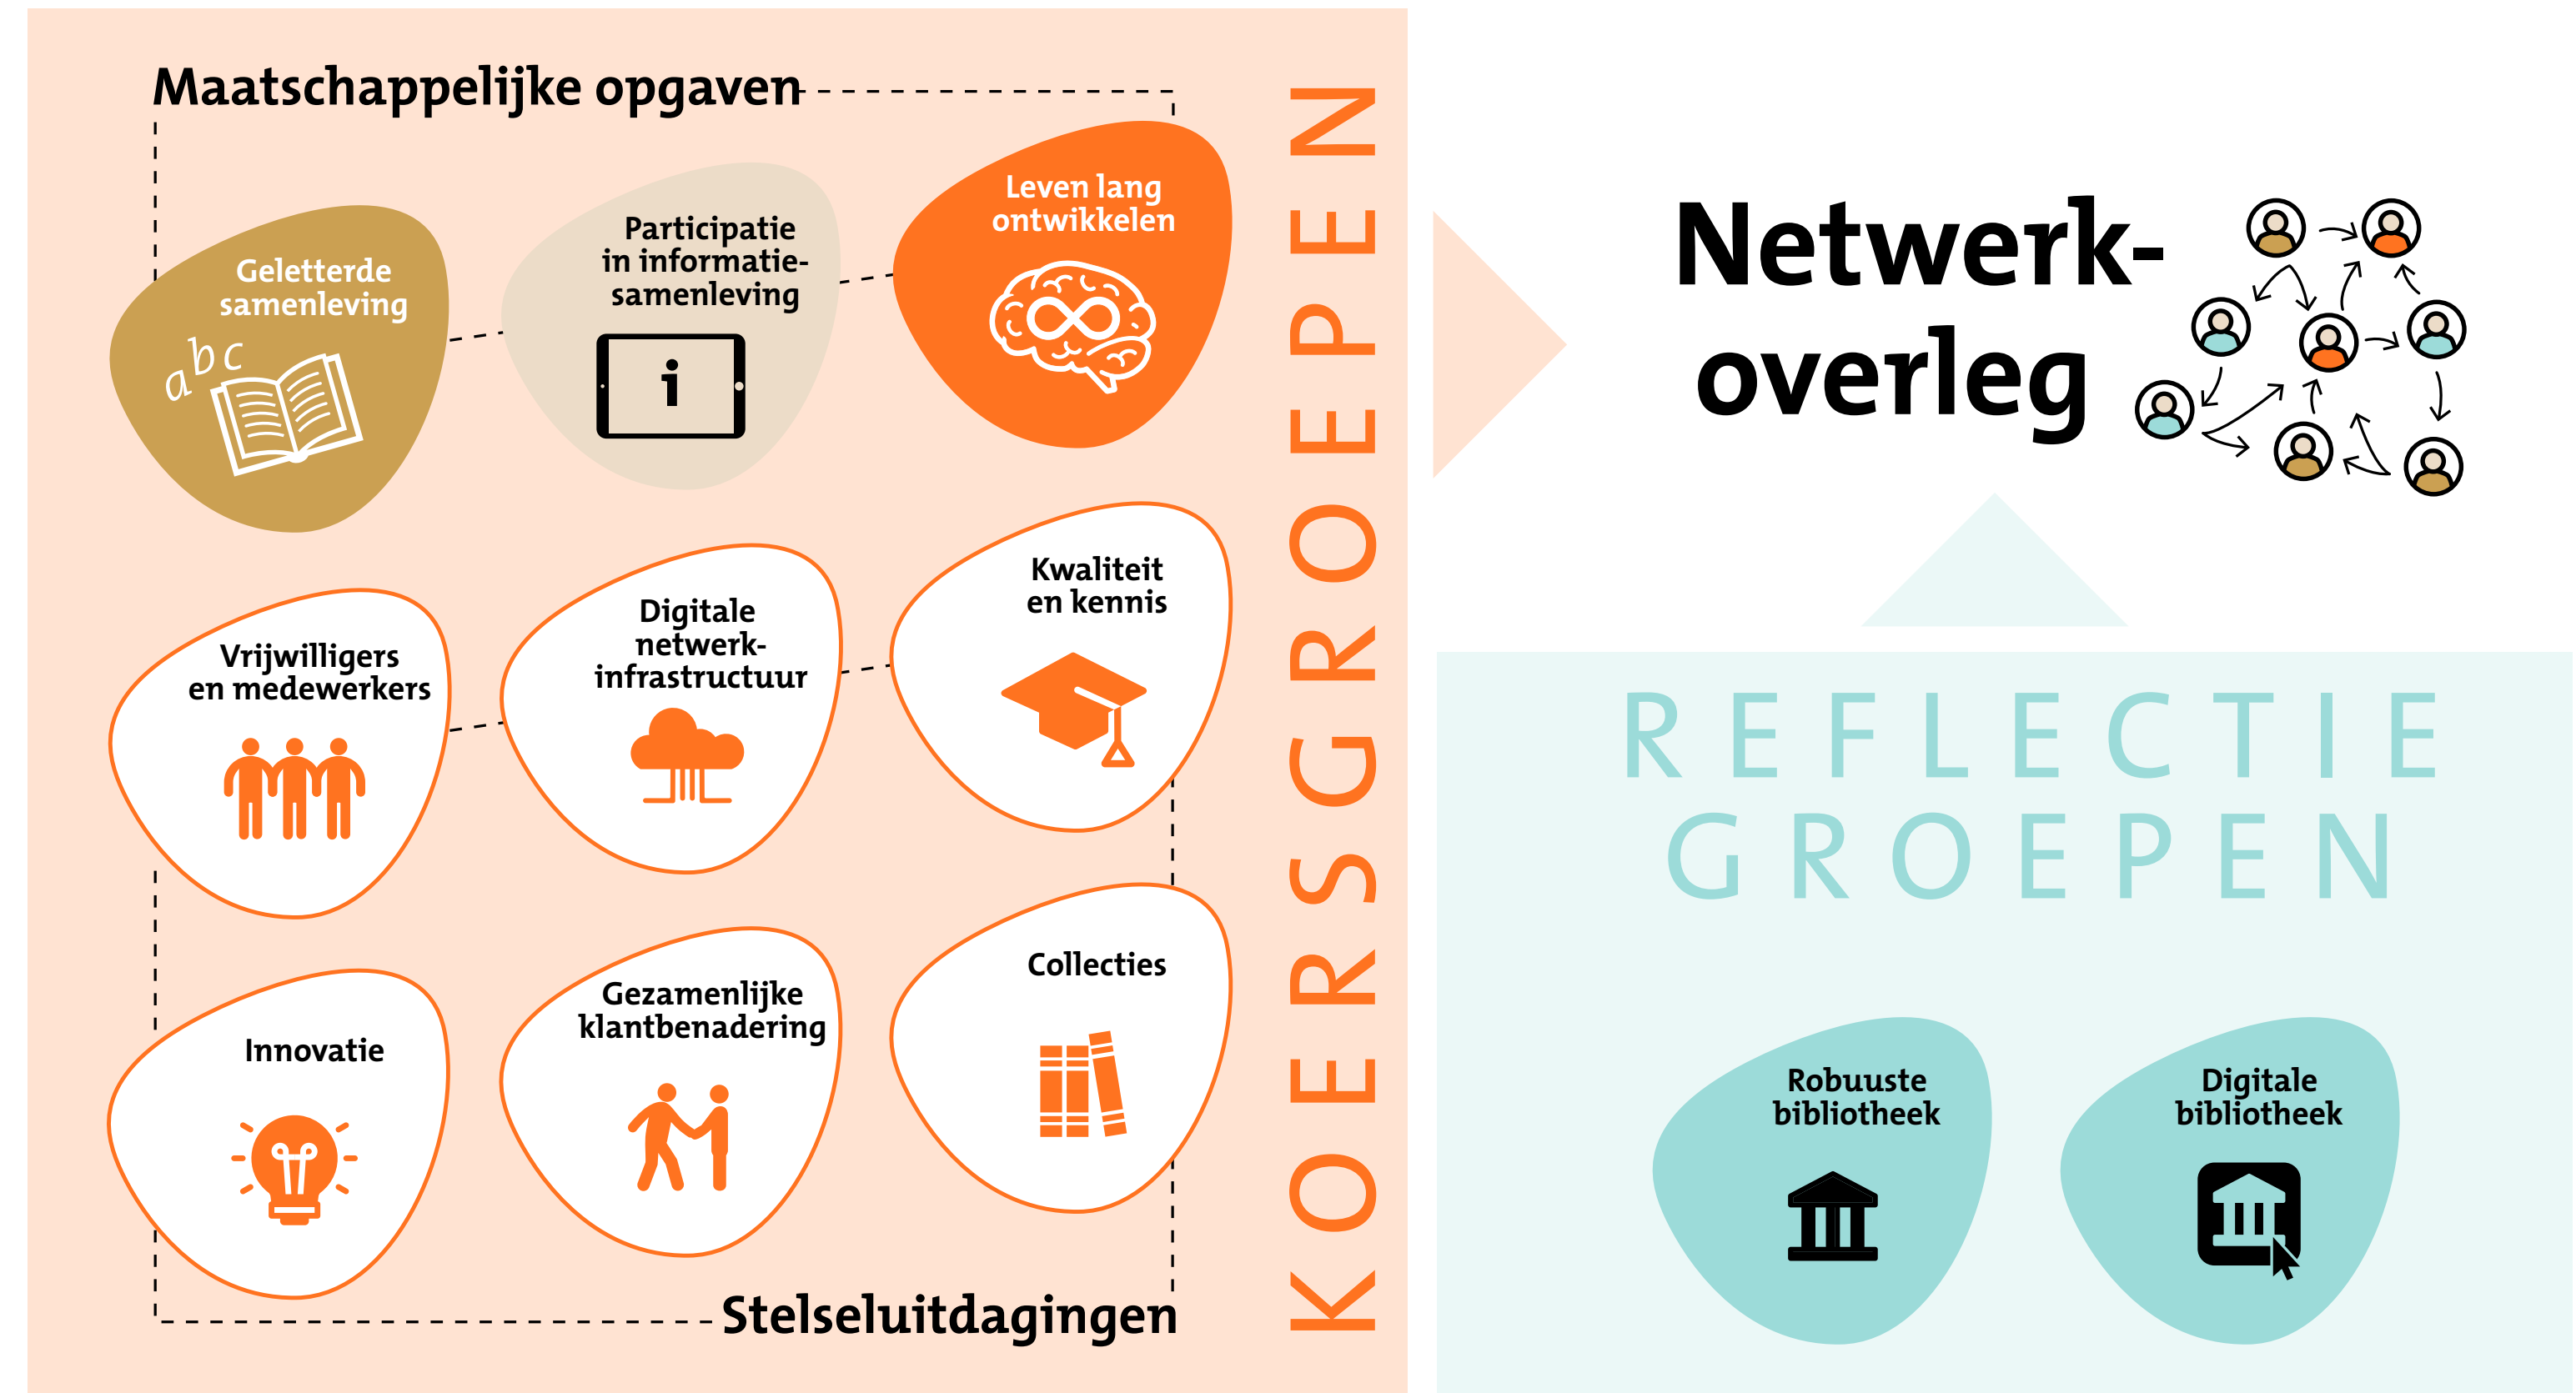 Maatschappelijke opgaven
Geletterde
samenleving
a b c
Participatie
in informatie-
samenleving
i
Leven lang
ontwikkelen
Vrijwilligers
en medewerkers
Digitale
netwerk-
infrastructuur
Kwaliteit
en kennis
Innovatie
Gezamenlijke
klantbenadering
Collecties
Stelseluitdagingen
KOERSGROEPEN
Netwerk-
overleg
REFLECTIE
GROEPEN
Robuuste
bibliotheek
Digitale
bibliotheek